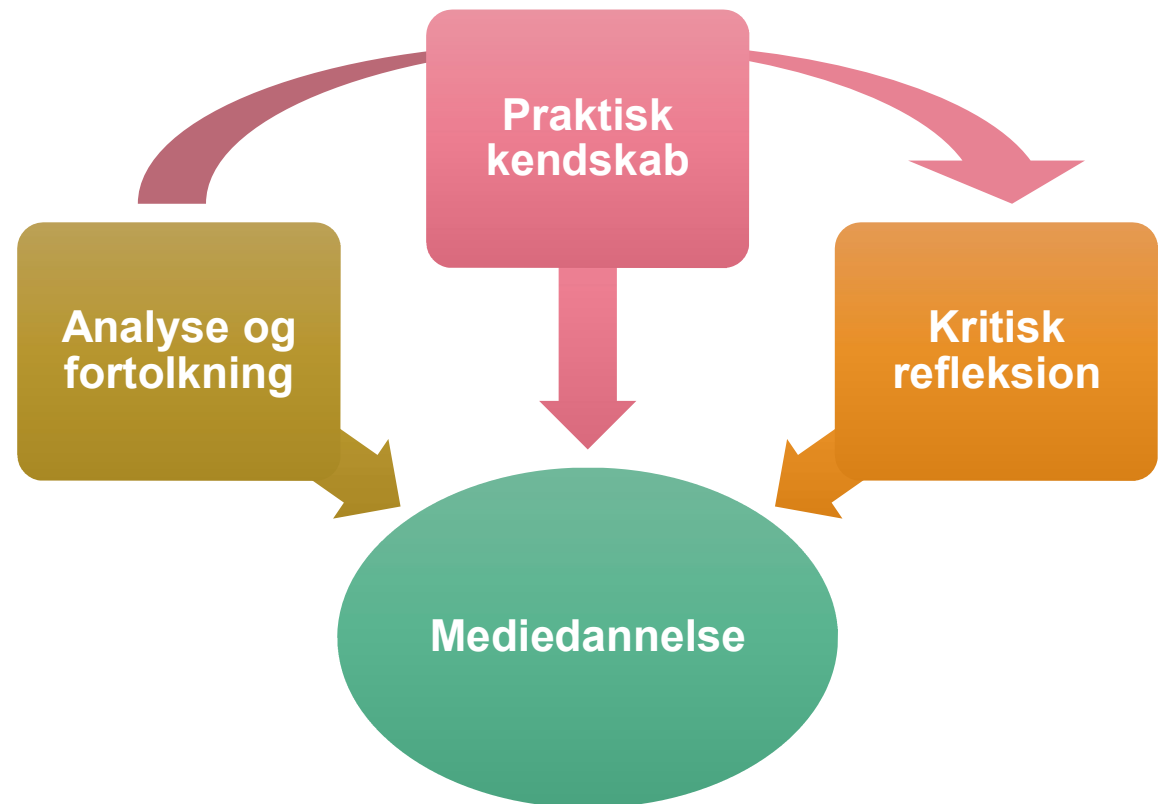 Praktisk
kendskab
Analyse og
fortolkning
Kritisk
refleksion
Mediedannelse